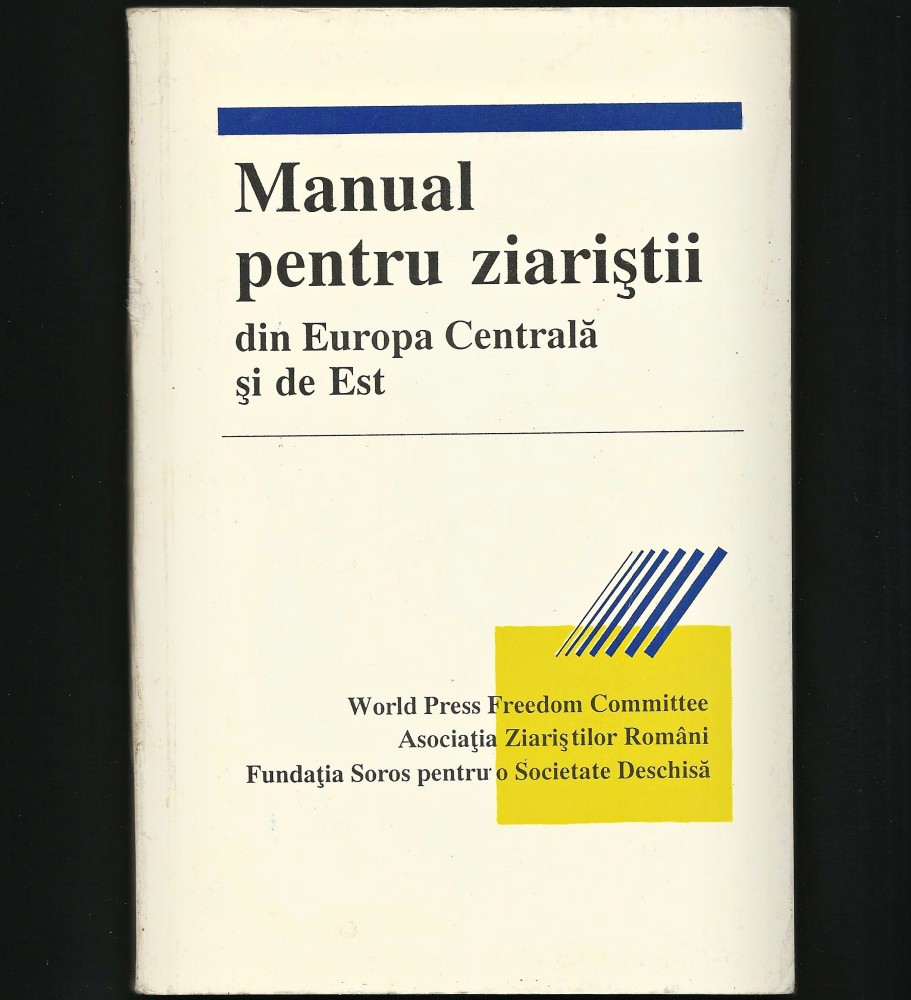 Manual
pentru ziariştii
din Europa Centrală
şi de Est
World Press Freedom Committee
Asociaţia Ziariştilor Români
Fundaţia Soros pentru o Societate Deschisă